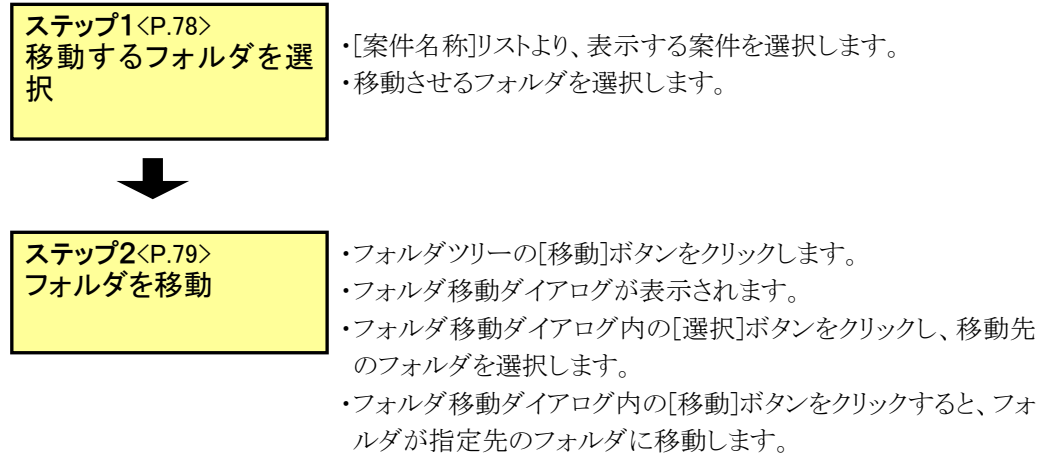 ステップ1<P.78>
移動するフォルダを選
択
・[案件名称]リストより、表示する案件を選択します。
・移動させるフォルダを選択します。
ステップ2<P.79>
フォルダを移動
・フォルダツリーの[移動]ボタンをクリックします。
・フォルダ移動ダイアログが表示されます。
・フォルダ移動ダイアログ内の[選択]ボタンをクリックし、移動先
のフォルダを選択します。
・フォルダ移動ダイアログ内の[移動]ボタンをクリックすると、フォ
ルダが指定先のフォルダに移動します。